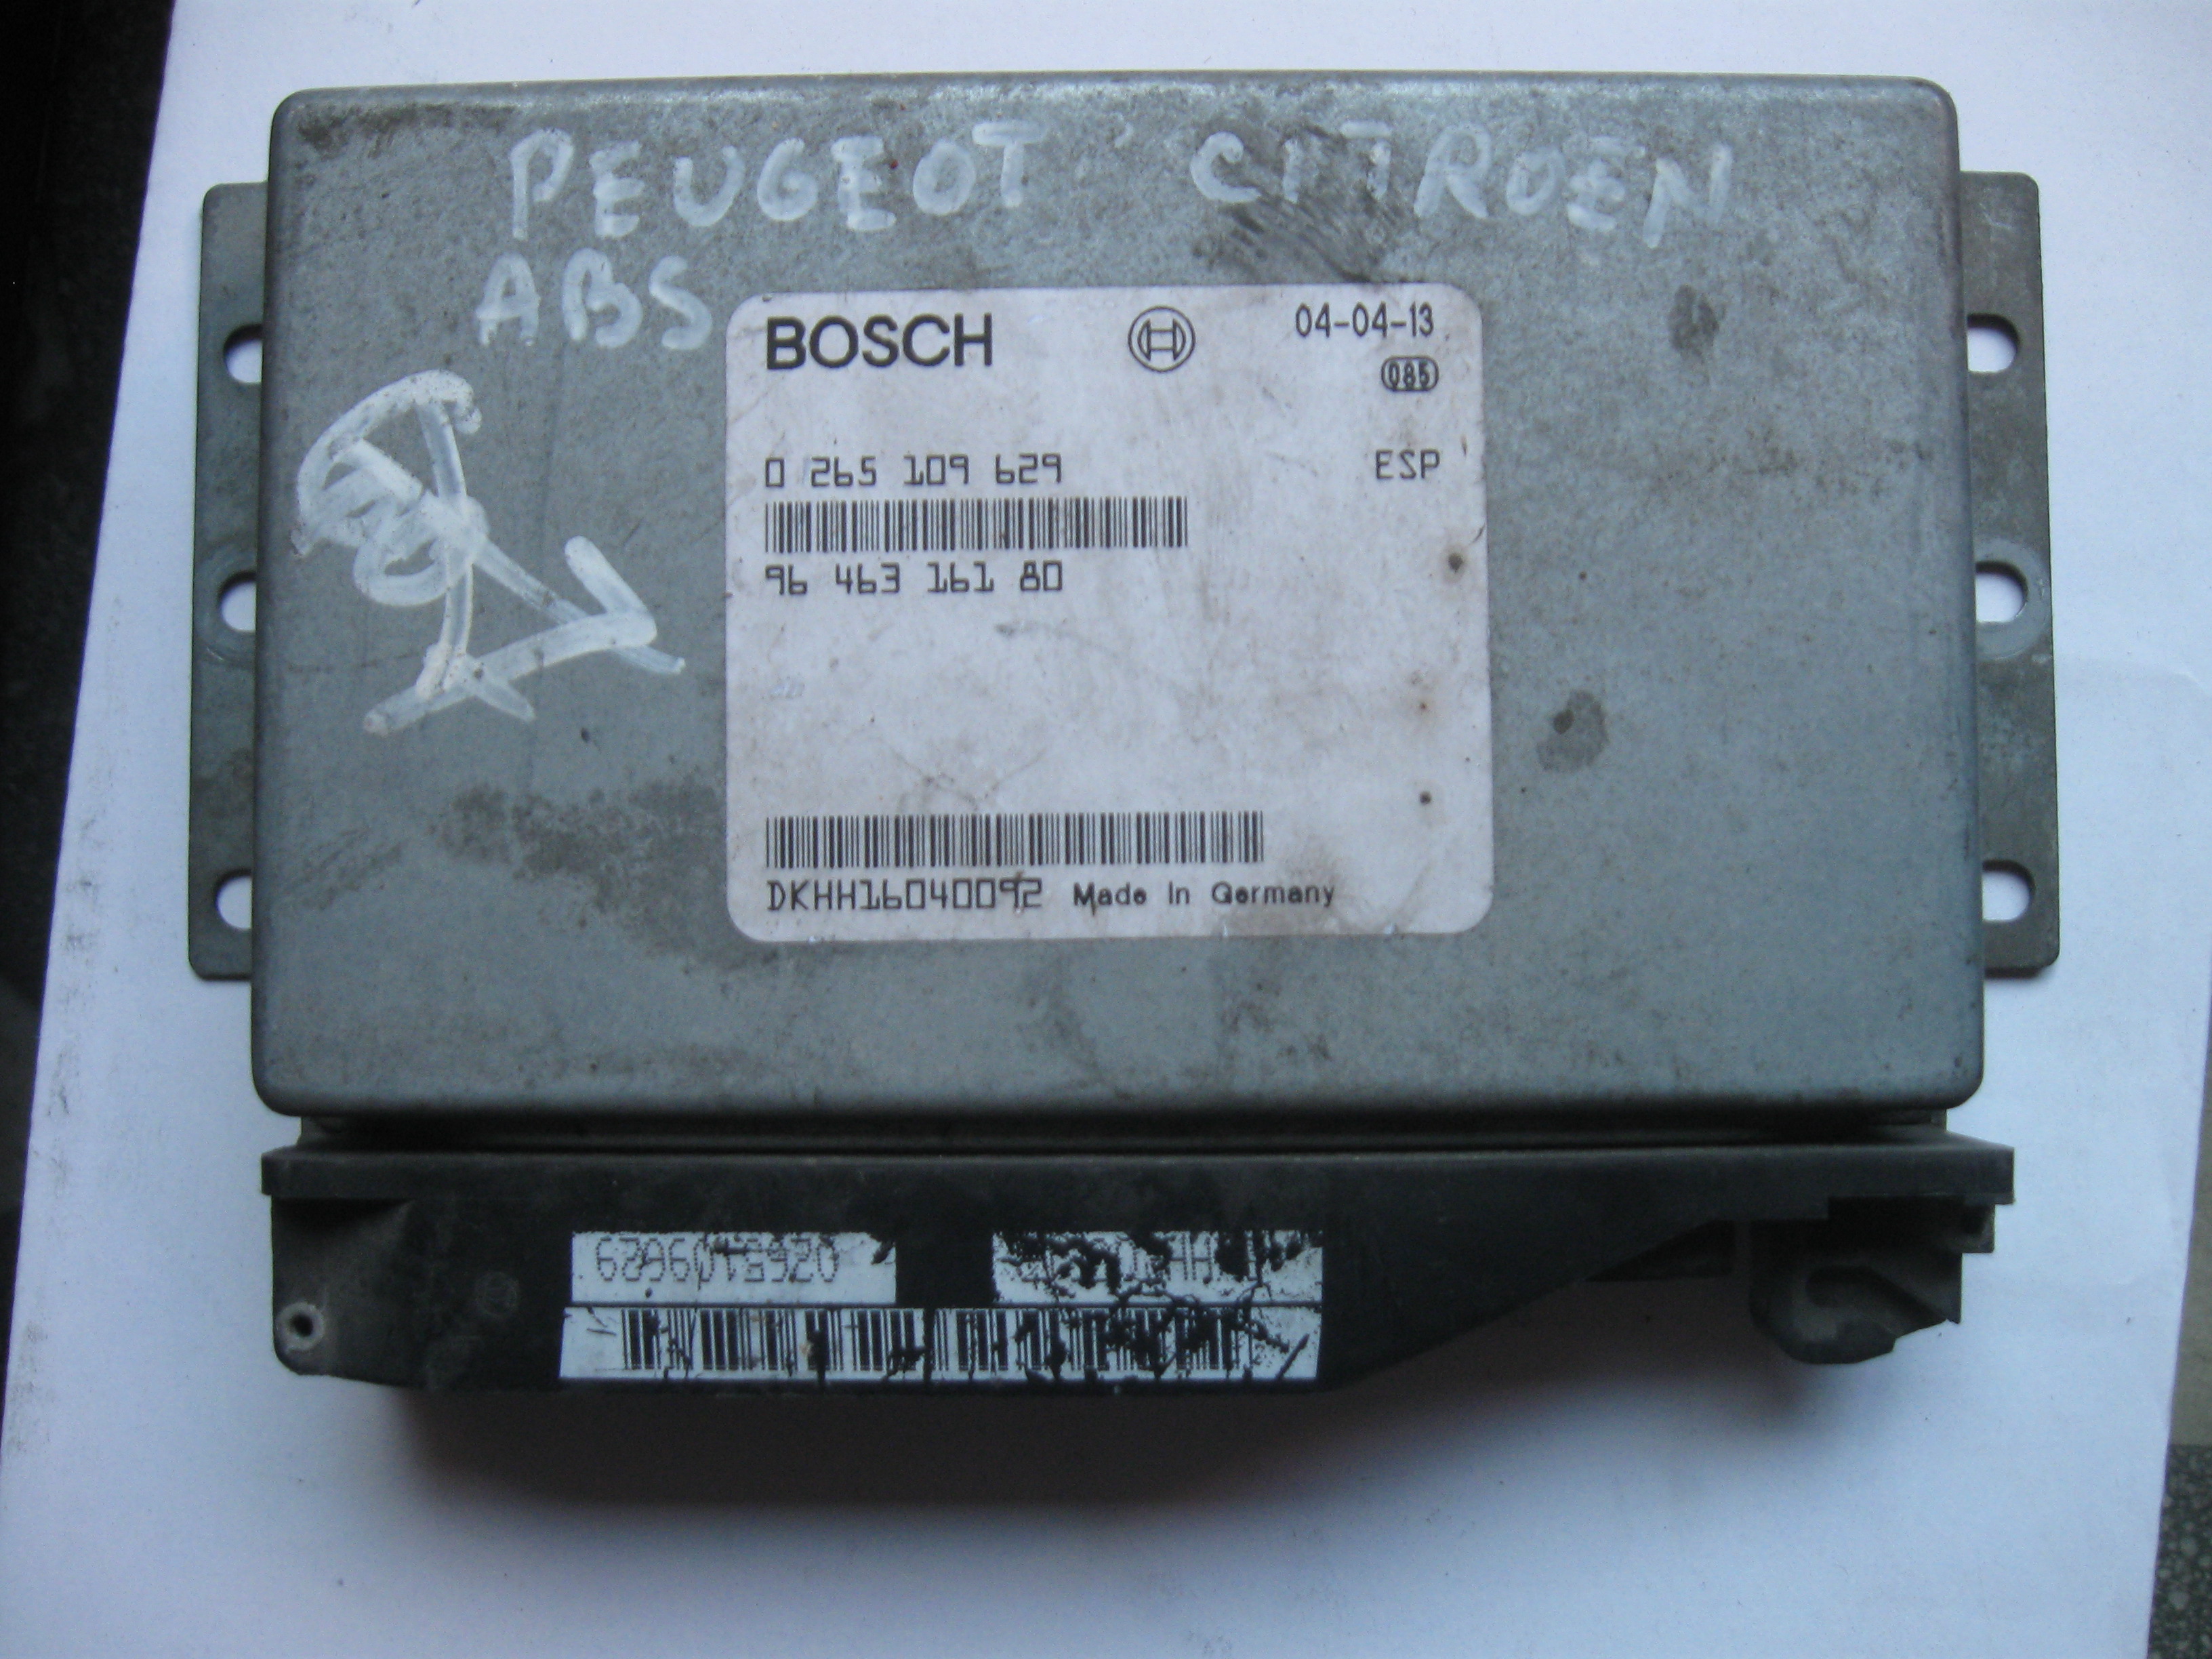 PEUGEOT CITROEN
ABS
BOSCH 04-04-13
085
0 265 109 629 ESP
96 463 161 80
DKHH16040092 Made In Germany
0265109629